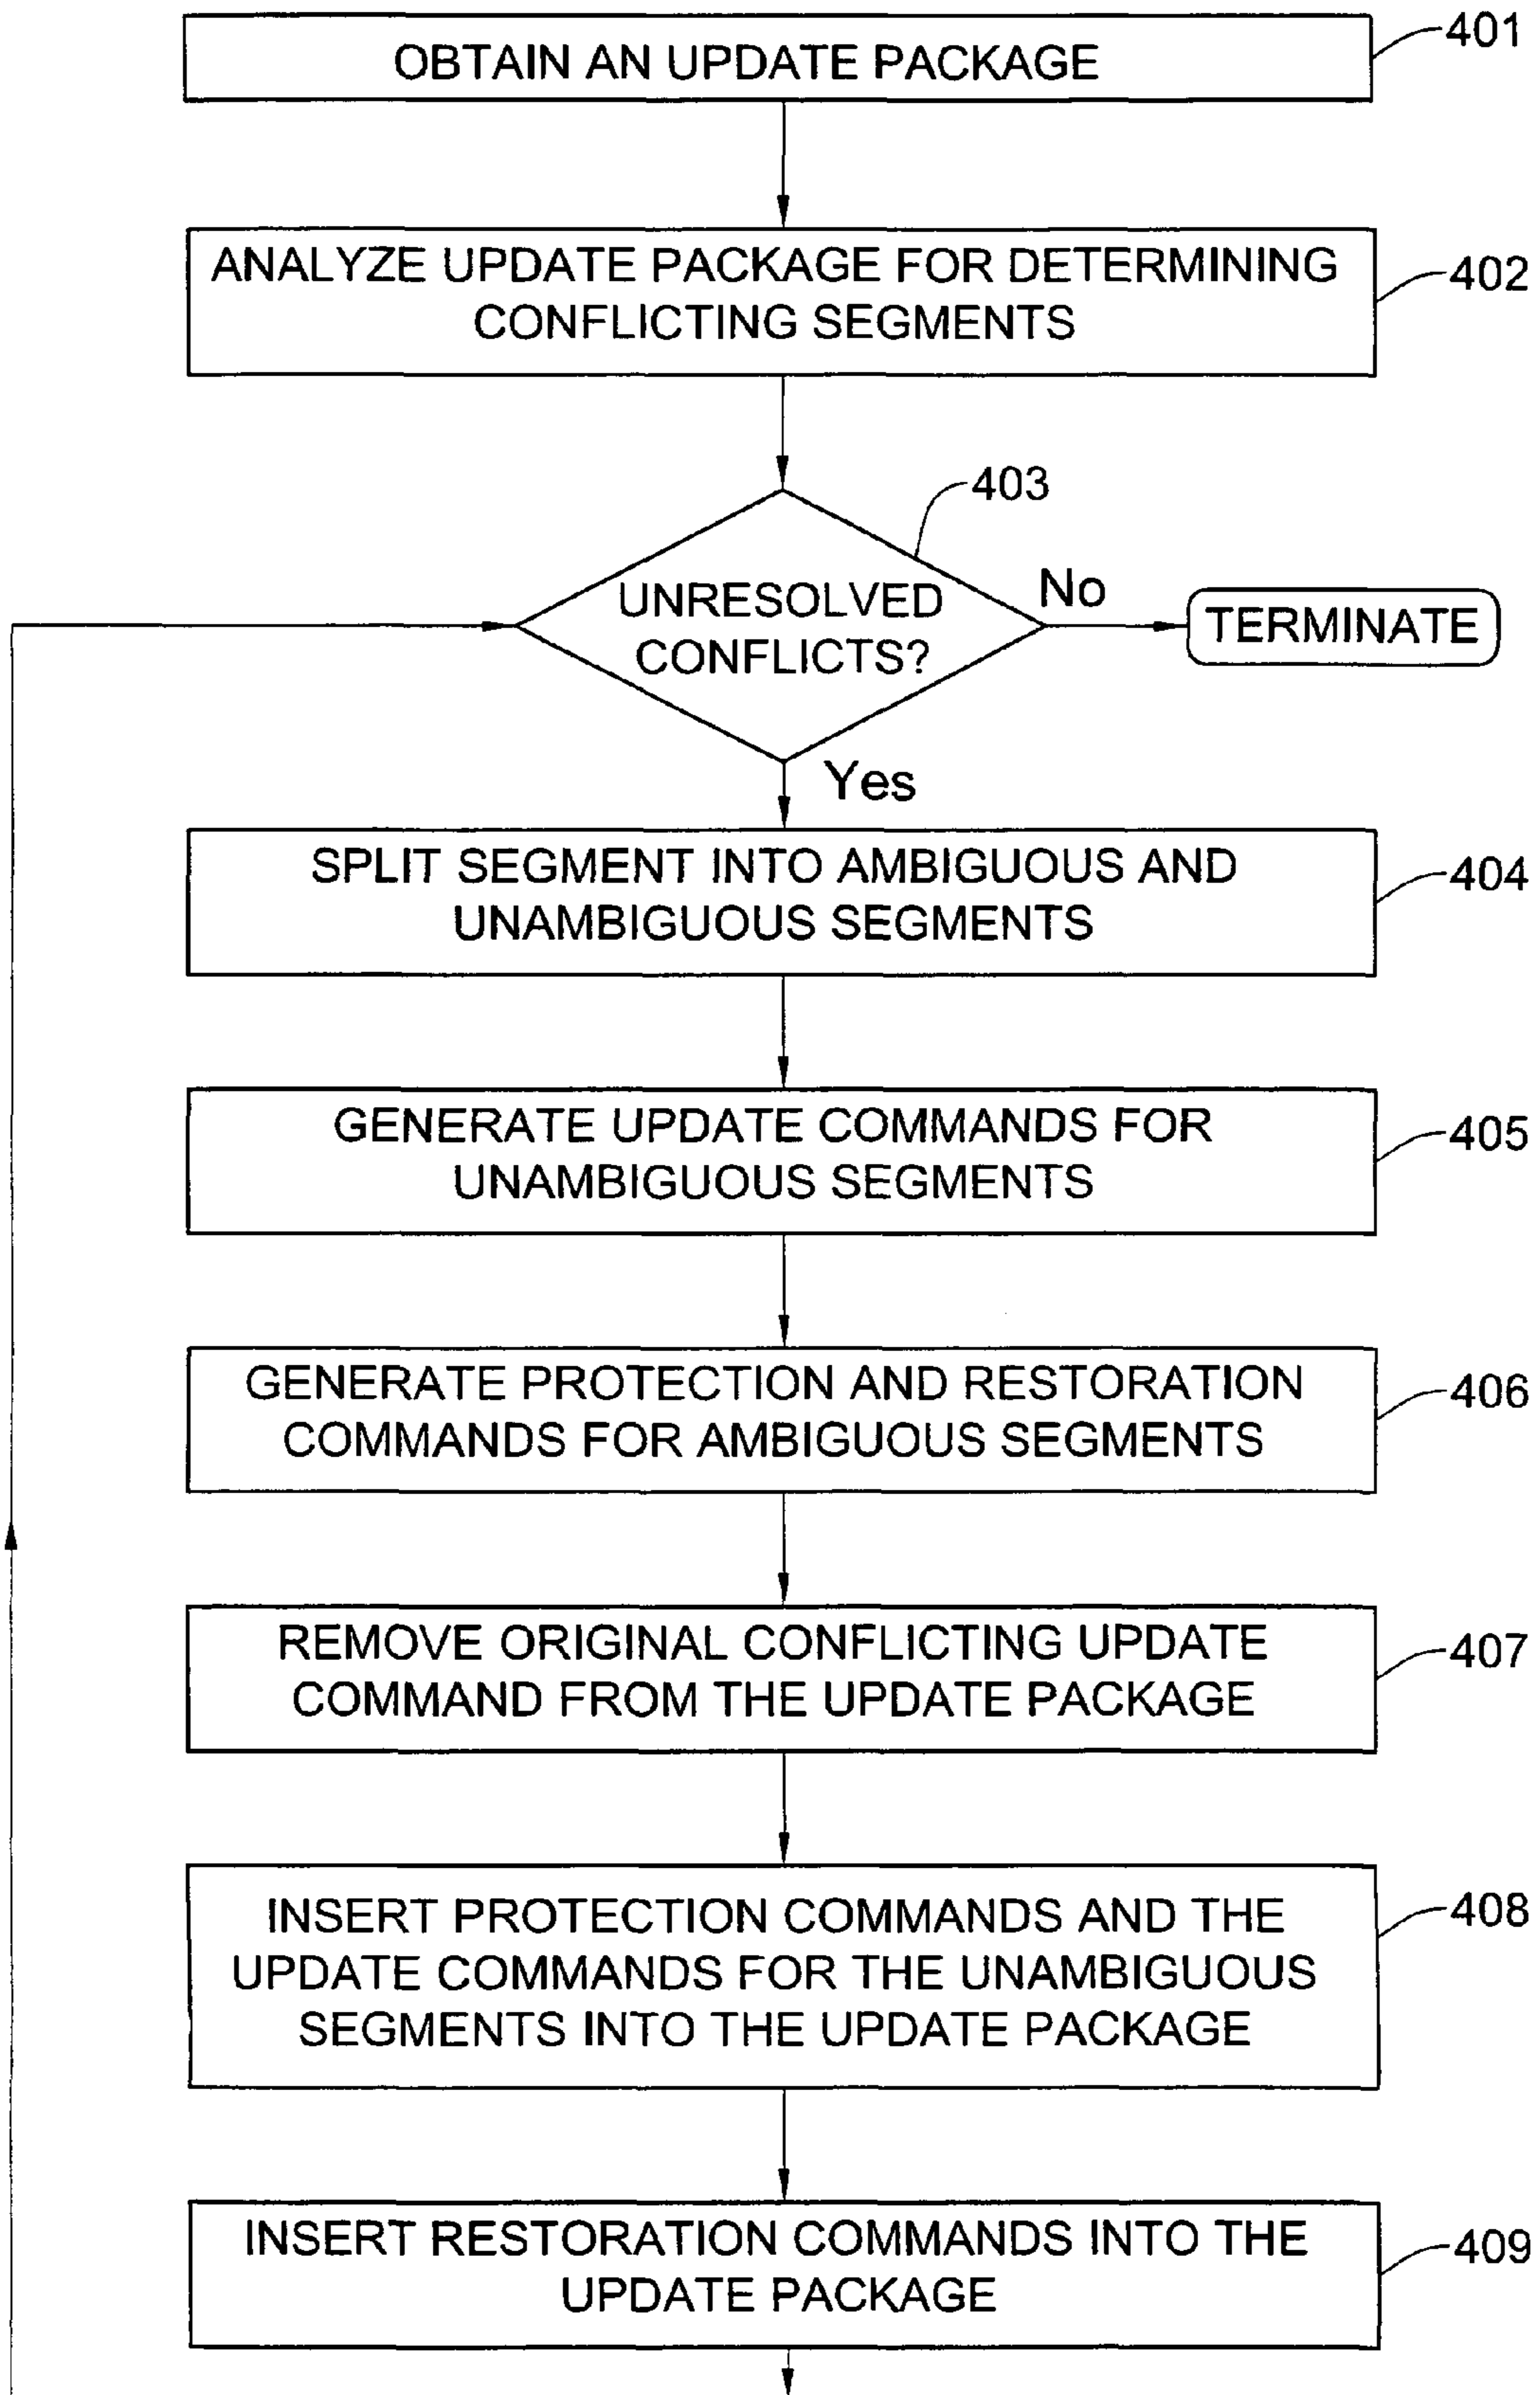 OBTAIN AN UPDATE PACKAGE
401
ANALYZE UPDATE PACKAGE FOR DETERMINING
CONFLICTING SEGMENTS
402
403
UNRESOLVED
CONFLICTS?
No
TERMINATE
Yes
SPLIT SEGMENT INTO AMBIGUOUS AND
UNAMBIGUOUS SEGMENTS
404
GENERATE UPDATE COMMANDS FOR
UNAMBIGUOUS SEGMENTS
405
GENERATE PROTECTION AND RESTORATION
COMMANDS FOR AMBIGUOUS SEGMENTS
406
REMOVE ORIGINAL CONFLICTING UPDATE
COMMAND FROM THE UPDATE PACKAGE
407
INSERT PROTECTION COMMANDS AND THE
UPDATE COMMANDS FOR THE UNAMBIGUOUS
SEGMENTS INTO THE UPDATE PACKAGE
408
INSERT RESTORATION COMMANDS INTO THE
UPDATE PACKAGE
409